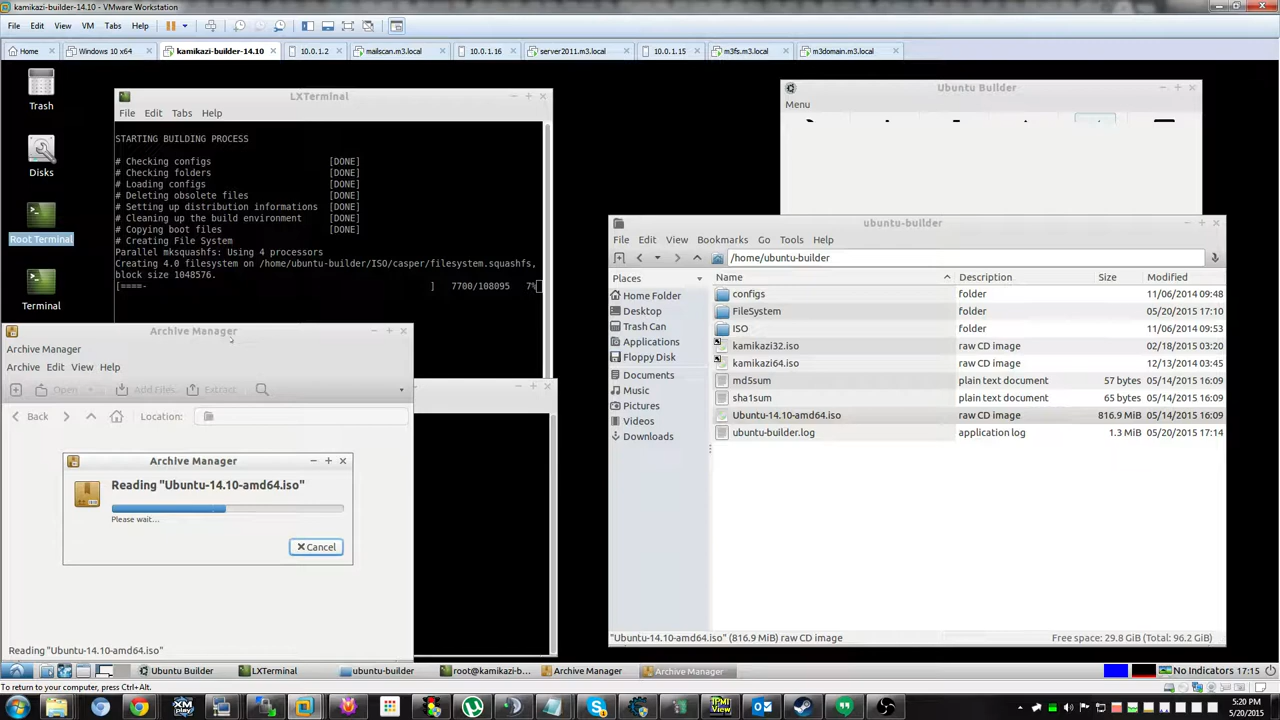 kamikazi-builder-14.10 - VMware Workstation
File Edit View VM Tabs Help
Home Windows 10 x64 kamikazi-builder-14.10 10.0.1.2 mailscan.m3.local 10.0.1.16 server2011.m3.local 10.0.1.15 m3fs.m3.local m3domain.m3.local
Trash
Disks
Root Terminal
Terminal
LXTerminal
File Edit Tabs Help
STARTING BUILDING PROCESS
# Checking configs [DONE]
# Checking folders [DONE]
# Loading configs [DONE]
# Deleting obsolete files [DONE]
# Setting up distribution informations [DONE]
# Cleaning up the build environment [DONE]
# Copying boot files [DONE]
# Creating File System
Parallel mksquashfs: Using 4 processors
Creating 4.0 filesystem on /home/ubuntu-builder/ISO/casper/filesystem.squashfs,
block size 1048576.
[====- ] 7700/108095 7%
Ubuntu Builder
Menu
ubuntu-builder
File Edit View Bookmarks Go Tools Help
/home/ubuntu-builder
Places
Home Folder
Desktop
Trash Can
Applications
Floppy Disk
Documents
Music
Pictures
Videos
Downloads
Name Description Size Modified
configs folder 11/06/2014 09:48
FileSystem folder 05/20/2015 17:10
ISO folder 11/06/2014 09:53
kamikazi32.iso raw CD image 02/18/2015 03:20
kamikazi64.iso raw CD image 12/13/2014 03:45
md5sum plain text document 57 bytes 05/14/2015 16:09
sha1sum plain text document 65 bytes 05/14/2015 16:09
Ubuntu-14.10-amd64.iso raw CD image 816.9 MiB 05/14/2015 16:09
ubuntu-builder.log application log 1.3 MiB 05/20/2015 17:14
"Ubuntu-14.10-amd64.iso" (816.9 MiB) raw CD image Free space: 29.8 GiB (Total: 96.2 GiB)
Archive Manager
Archive Manager
Archive Edit View Help
Open Add Files Extract
Back Location:
Archive Manager
Reading "Ubuntu-14.10-amd64.iso"
Please wait...
Cancel
Reading "Ubuntu-14.10-amd64.iso"
Ubuntu Builder LXTerminal ubuntu-builder root@kamikazi-b... Archive Manager Archive Manager No Indicators 17:15
To return to your computer, press Ctrl+Alt.
XM play
IPMI View
5:20 PM
5/20/2015